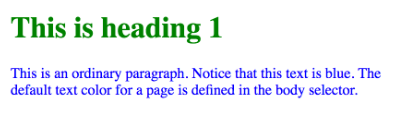 This is heading 1
This is an ordinary paragraph. Notice that this text is blue. The
default text color for a page is defined in the body selector.